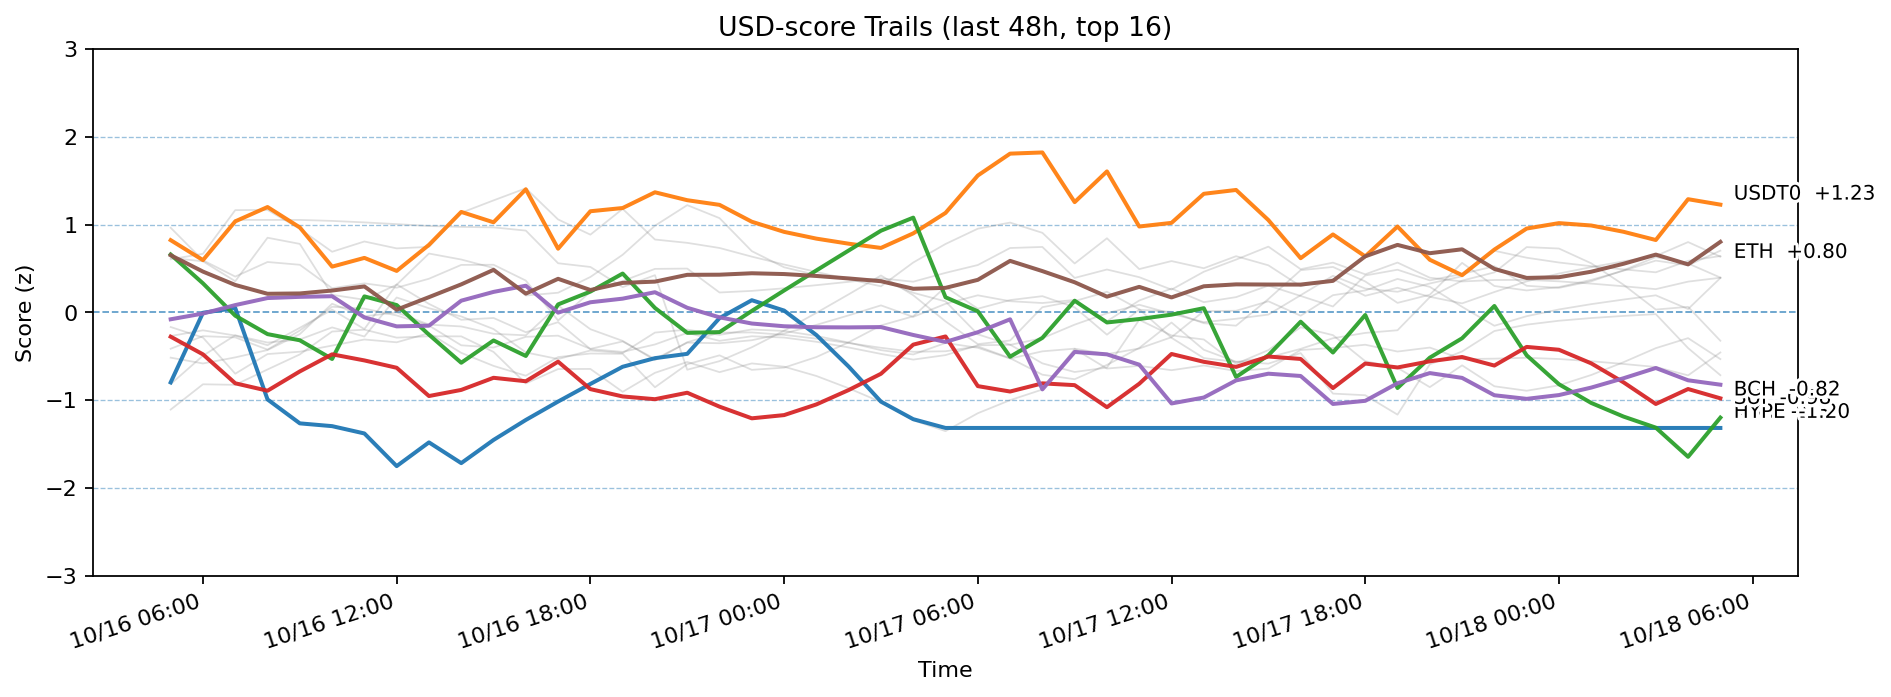 USD-score Trails (last 48h, top 16)
Score (z)
3
2
1
0
−1
−2
−3
USDT0 +1.23
ETH +0.80
BCH -0.82
HYPE -1.20
10/16 06:00
10/16 12:00
10/16 18:00
10/17 00:00
10/17 06:00
10/17 12:00
10/17 18:00
10/18 00:00
10/18 06:00
Time